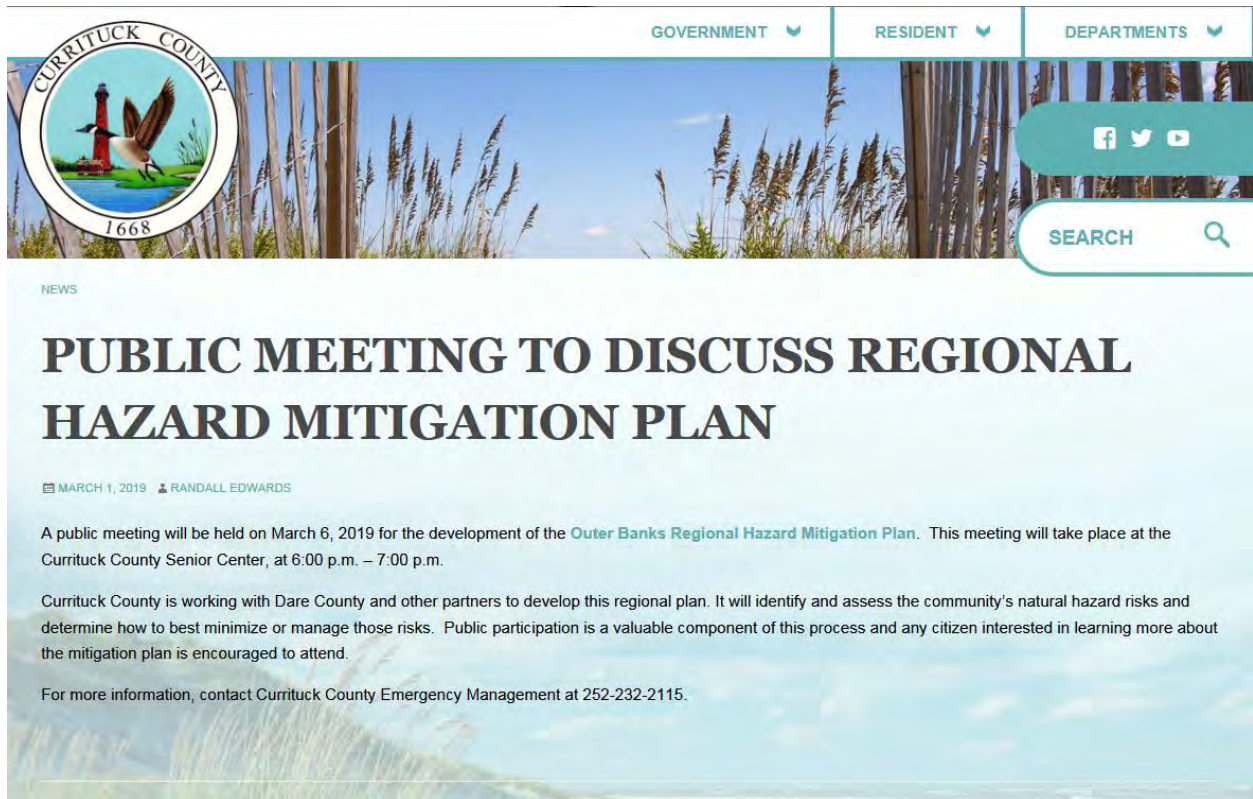 GOVERNMENT
RESIDENT
DEPARTMENTS
CURRITUCK COUNTY
1668
SEARCH
NEWS
PUBLIC MEETING TO DISCUSS REGIONAL
HAZARD MITIGATION PLAN
MARCH 1, 2019 RANDALL EDWARDS
A public meeting will be held on March 6, 2019 for the development of the Outer Banks Regional Hazard Mitigation Plan. This meeting will take place at the
Currituck County Senior Center, at 6:00 p.m. – 7:00 p.m.
Currituck County is working with Dare County and other partners to develop this regional plan. It will identify and assess the community's natural hazard risks and
determine how to best minimize or manage those risks. Public participation is a valuable component of this process and any citizen interested in learning more about
the mitigation plan is encouraged to attend.
For more information, contact Currituck County Emergency Management at 252-232-2115.